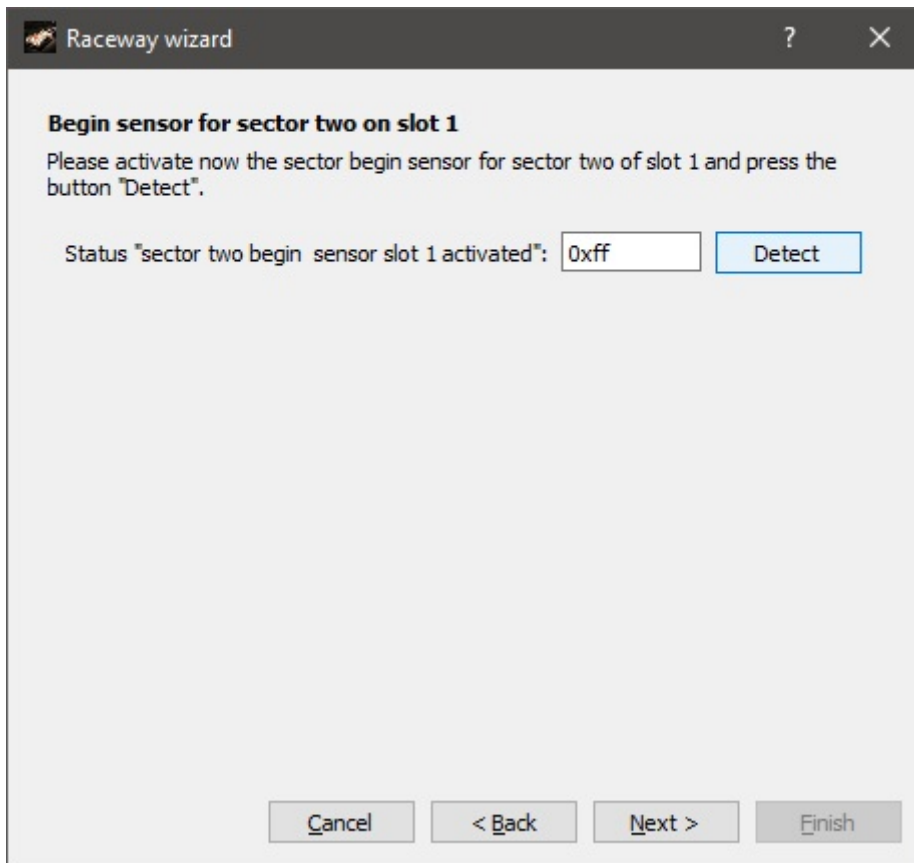 Raceway wizard ?
Begin sensor for sector two on slot 1
Please activate now the sector begin sensor for sector two of slot 1 and press the
button "Detect".
Status "sector two begin  sensor slot 1 activated": 0xff Detect
Cancel < Back Next > Finish